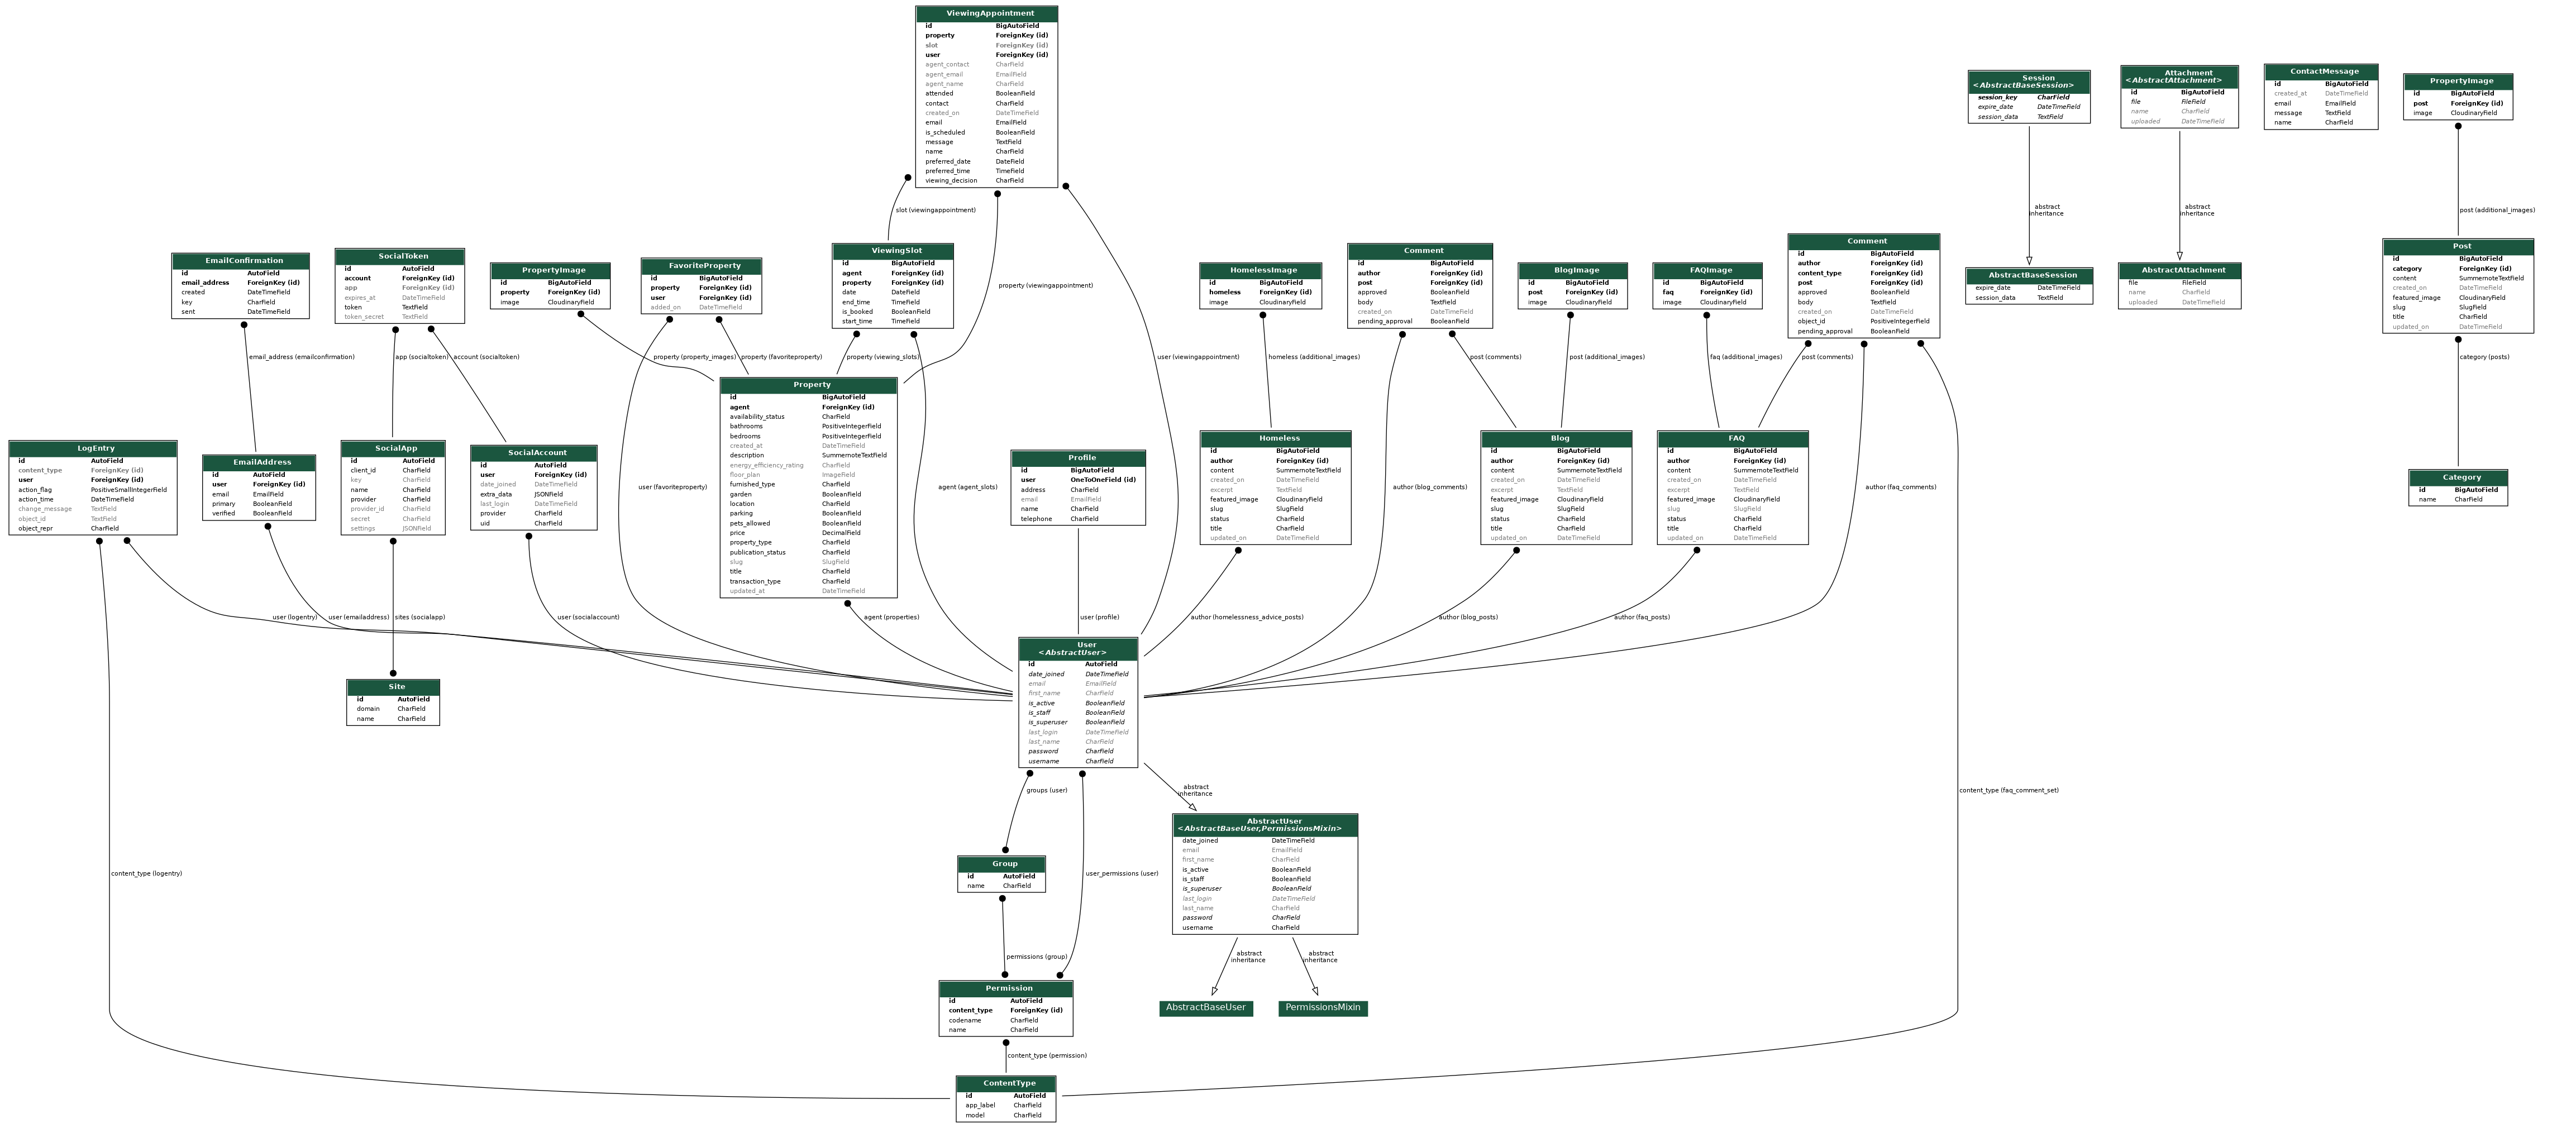 ViewingAppointment
id BigAutoField
property ForeignKey (id)
slot ForeignKey (id)
user ForeignKey (id)
agent_contact CharField
agent_email EmailField
agent_name CharField
attended BooleanField
contact CharField
created_on DateTimeField
email EmailField
is_scheduled BooleanField
message TextField
name CharField
preferred_date DateField
preferred_time TimeField
viewing_decision CharField
Session
<AbstractBaseSession>
session_key CharField
expire_date DateTimeField
session_data TextField
Attachment
<AbstractAttachment>
id BigAutoField
file FileField
name CharField
uploaded DateTimeField
ContactMessage
id BigAutoField
created_at DateTimeField
email EmailField
message TextField
name CharField
PropertyImage
id BigAutoField
post ForeignKey (id)
image CloudinaryField
slot (viewingappointment)
abstract
inheritance
abstract
inheritance
post (additional_images)
EmailConfirmation
id AutoField
email_address ForeignKey (id)
created DateTimeField
key CharField
sent DateTimeField
SocialToken
id AutoField
account ForeignKey (id)
app ForeignKey (id)
expires_at DateTimeField
token TextField
token_secret TextField
PropertyImage
id BigAutoField
property ForeignKey (id)
image CloudinaryField
FavoriteProperty
id BigAutoField
property ForeignKey (id)
user ForeignKey (id)
added_on DateTimeField
ViewingSlot
id BigAutoField
agent ForeignKey (id)
property ForeignKey (id)
date DateField
end_time TimeField
is_booked BooleanField
start_time TimeField
property (viewingappointment)
HomelessImage
id BigAutoField
homeless ForeignKey (id)
image CloudinaryField
Comment
id BigAutoField
author ForeignKey (id)
post ForeignKey (id)
approved BooleanField
body TextField
created_on DateTimeField
pending_approval BooleanField
BlogImage
id BigAutoField
post ForeignKey (id)
image CloudinaryField
FAQImage
id BigAutoField
faq ForeignKey (id)
image CloudinaryField
Comment
id BigAutoField
author ForeignKey (id)
content_type ForeignKey (id)
post ForeignKey (id)
approved BooleanField
body TextField
created_on DateTimeField
object_id PositiveIntegerField
pending_approval BooleanField
AbstractBaseSession
expire_date DateTimeField
session_data TextField
AbstractAttachment
file FileField
name CharField
uploaded DateTimeField
Post
id BigAutoField
category ForeignKey (id)
content SummernoteTextField
created_on DateTimeField
featured_image CloudinaryField
slug SlugField
title CharField
updated_on DateTimeField
email_address (emailconfirmation)
app (socialtoken)
account (socialtoken)
property (property_images)
property (favoriteproperty)
property (viewing_slots)
user (viewingappointment)
homeless (additional_images)
post (comments)
post (additional_images)
faq (additional_images)
post (comments)
category (posts)
LogEntry
id AutoField
content_type ForeignKey (id)
user ForeignKey (id)
action_flag PositiveSmallIntegerField
action_time DateTimeField
change_message TextField
object_id TextField
object_repr CharField
EmailAddress
id AutoField
user ForeignKey (id)
email EmailField
primary BooleanField
verified BooleanField
SocialApp
id AutoField
client_id CharField
key CharField
name CharField
provider CharField
provider_id CharField
secret CharField
settings JSONField
SocialAccount
id AutoField
user ForeignKey (id)
date_joined DateTimeField
extra_data JSONField
last_login DateTimeField
provider CharField
uid CharField
user (favoriteproperty)
Property
id BigAutoField
agent ForeignKey (id)
availability_status CharField
bathrooms PositiveIntegerField
bedrooms PositiveIntegerField
created_at DateTimeField
description SummernoteTextField
energy_efficiency_rating CharField
floor_plan ImageField
furnished_type CharField
garden BooleanField
location CharField
parking BooleanField
pets_allowed BooleanField
price DecimalField
property_type CharField
publication_status CharField
slug SlugField
title CharField
transaction_type CharField
updated_at DateTimeField
agent (agent_slots)
Profile
id BigAutoField
user OneToOneField (id)
address CharField
email EmailField
name CharField
telephone CharField
Homeless
id BigAutoField
author ForeignKey (id)
content SummernoteTextField
created_on DateTimeField
excerpt TextField
featured_image CloudinaryField
slug SlugField
status CharField
title CharField
updated_on DateTimeField
author (blog_comments)
Blog
id BigAutoField
author ForeignKey (id)
content SummernoteTextField
created_on DateTimeField
excerpt TextField
featured_image CloudinaryField
slug SlugField
status CharField
title CharField
updated_on DateTimeField
FAQ
id BigAutoField
author ForeignKey (id)
content SummernoteTextField
created_on DateTimeField
excerpt TextField
featured_image CloudinaryField
slug SlugField
status CharField
title CharField
updated_on DateTimeField
author (faq_comments)
Category
id BigAutoField
name CharField
user (logentry)
user (emailaddress)
sites (socialapp)
user (socialaccount)
agent (properties)
user (profile)
author (homelessness_advice_posts)
author (blog_posts)
author (faq_posts)
Site
id AutoField
domain CharField
name CharField
User
<AbstractUser>
id AutoField
date_joined DateTimeField
email EmailField
first_name CharField
is_active BooleanField
is_staff BooleanField
is_superuser BooleanField
last_login DateTimeField
last_name CharField
password CharField
username CharField
groups (user)
abstract
inheritance
content_type (faq_comment_set)
AbstractUser
<AbstractBaseUser,PermissionsMixin>
date_joined DateTimeField
email EmailField
first_name CharField
is_active BooleanField
is_staff BooleanField
is_superuser BooleanField
last_login DateTimeField
last_name CharField
password CharField
username CharField
Group
id AutoField
name CharField
content_type (logentry)
user_permissions (user)
permissions (group)
abstract
inheritance
abstract
inheritance
Permission
id AutoField
content_type ForeignKey (id)
codename CharField
name CharField
AbstractBaseUser
PermissionsMixin
content_type (permission)
ContentType
id AutoField
app_label CharField
model CharField